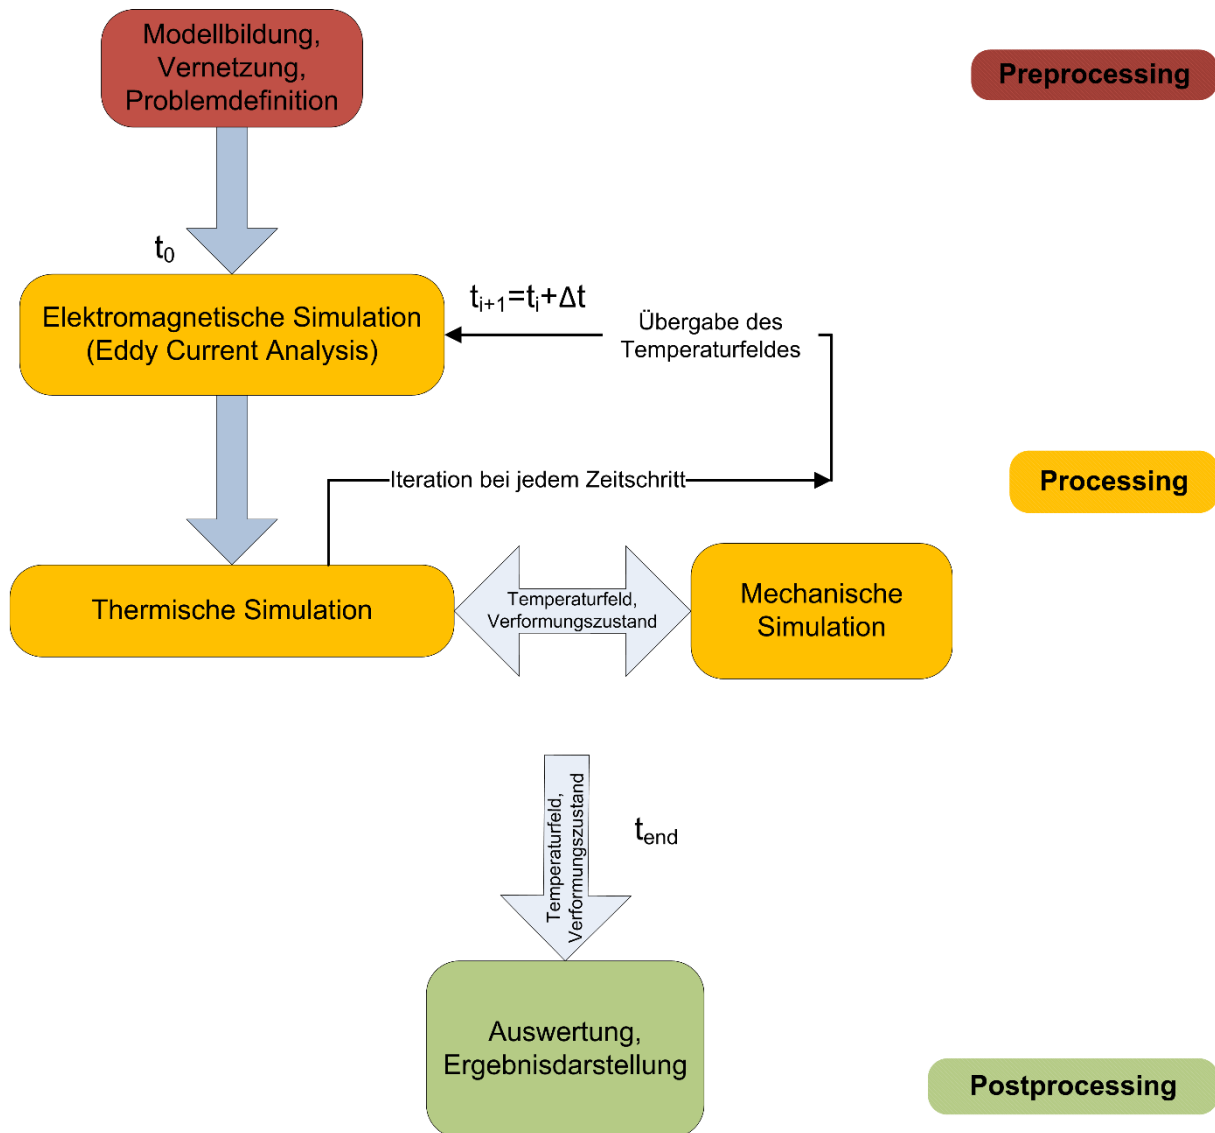 Modellbildung,
Vernetzung,
Problemdefinition
Preprocessing
t₀
Elektromagnetische Simulation
(Eddy Current Analysis)
tᵢ₊₁=tᵢ+Δt
Übergabe des
Temperaturfeldes
Iteration bei jedem Zeitschritt
Processing
Thermische Simulation
Temperaturfeld,
Verformungszustand
Mechanische
Simulation
Temperaturfeld,
Verformungszustand
t_end
Auswertung,
Ergebnisdarstellung
Postprocessing